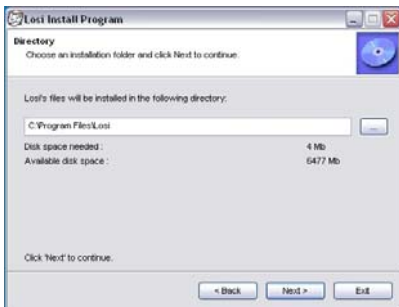 Losi Install Program
Directory
Choose an installation folder and click Next to continue.
Losi's files will be installed in the following directory:
C:\Program Files\Losi
...
Disk space needed : 4 Mb
Available disk space : 6477 Mb
Click 'Next' to continue.
< Back Next > Exit